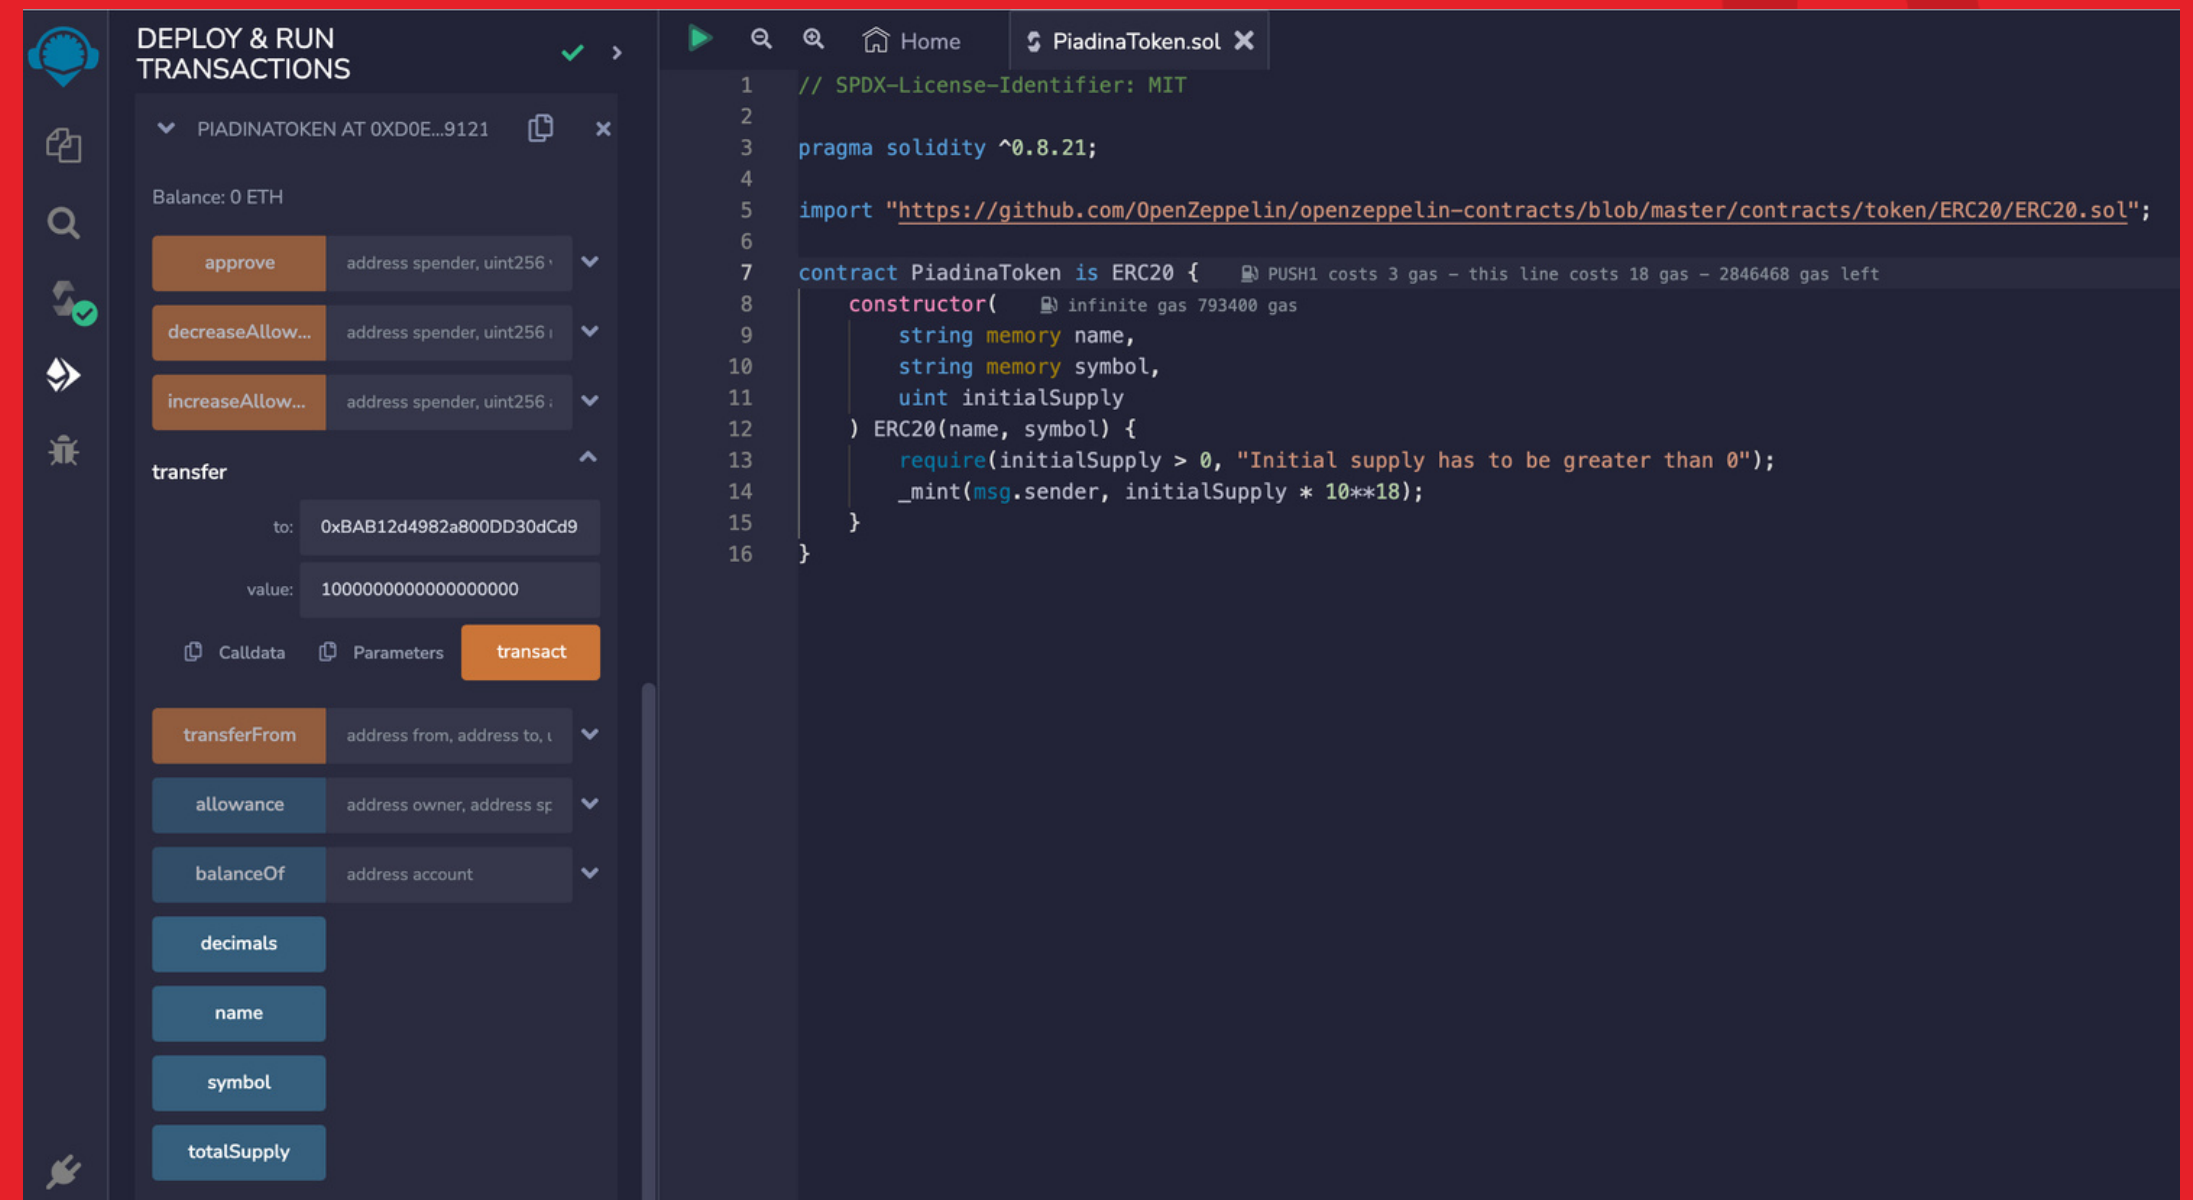 DEPLOY & RUN
TRANSACTIONS
PIADINATOKEN AT 0XD0E...9121
Balance: 0 ETH
approve address spender, uint256
decreaseAllow... address spender, uint256
increaseAllow... address spender, uint256
transfer
to: 0xBAB12d4982a800DD30dCd9
value: 1000000000000000000
Calldata Parameters transact
transferFrom address from, address to,
allowance address owner, address sp
balanceOf address account
decimals
name
symbol
totalSupply
Home PiadinaToken.sol
1 // SPDX-License-Identifier: MIT
2
3 pragma solidity ^0.8.21;
4
5 import "https://github.com/OpenZeppelin/openzeppelin-contracts/blob/master/contracts/token/ERC20/ERC20.sol";
6
7 contract PiadinaToken is ERC20 { PUSH1 costs 3 gas - this line costs 18 gas - 2846468 gas left
8 constructor( infinite gas 793400 gas
9 string memory name,
10 string memory symbol,
11 uint initialSupply
12 ) ERC20(name, symbol) {
13 require(initialSupply > 0, "Initial supply has to be greater than 0");
14 _mint(msg.sender, initialSupply * 10**18);
15 }
16 }